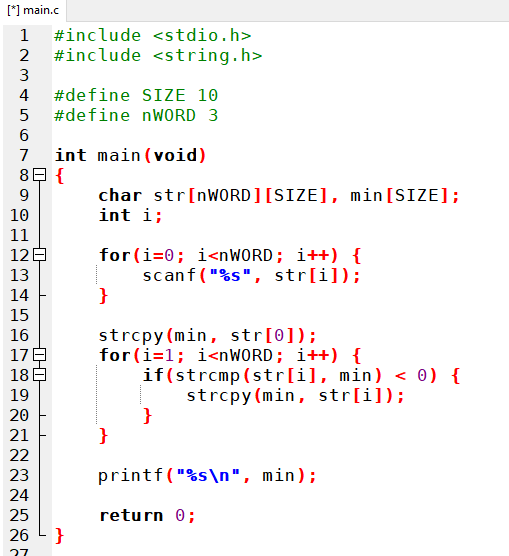 [*] main.c
1 #include <stdio.h>
2 #include <string.h>
3
4 #define SIZE 10
5 #define nWORD 3
6
7 int main(void)
8 {
9     char str[nWORD][SIZE], min[SIZE];
10     int i;
11
12     for(i=0; i<nWORD; i++) {
13         scanf("%s", str[i]);
14     }
15
16     strcpy(min, str[0]);
17     for(i=1; i<nWORD; i++) {
18         if(strcmp(str[i], min) < 0) {
19             strcpy(min, str[i]);
20         }
21     }
22
23     printf("%s\n", min);
24
25     return 0;
26 }
27